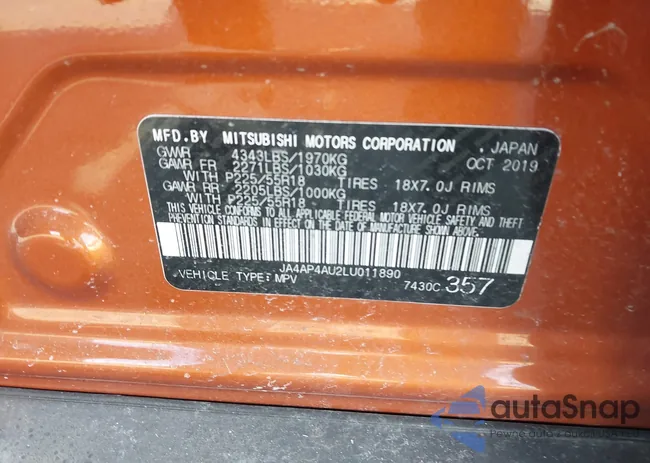 MFD.BY MITSUBISHI MOTORS CORPORATION , JAPAN
GVWR 4343LBS/1970KG OCT 2019
GAWR FR 2271LBS/1030KG
WITH P225/55R18 TIRES 18X7.0J RIMS
GAWR RR 2205LBS/1000KG
WITH P225/55R18 TIRES 18X7.0J RIMS
THIS VEHICLE CONFORMS TO ALL APPLICABLE FEDERAL MOTOR VEHICLE SAFETY AND THEFT
PREVENTION STANDARDS IN EFFECT ON THE DATE OF MANUFACTURE SHOWN ABOVE.
JA4AP4AU2LU011890
VEHICLE TYPE:MPV 7430C 357
autaSnap
Pewne auta z